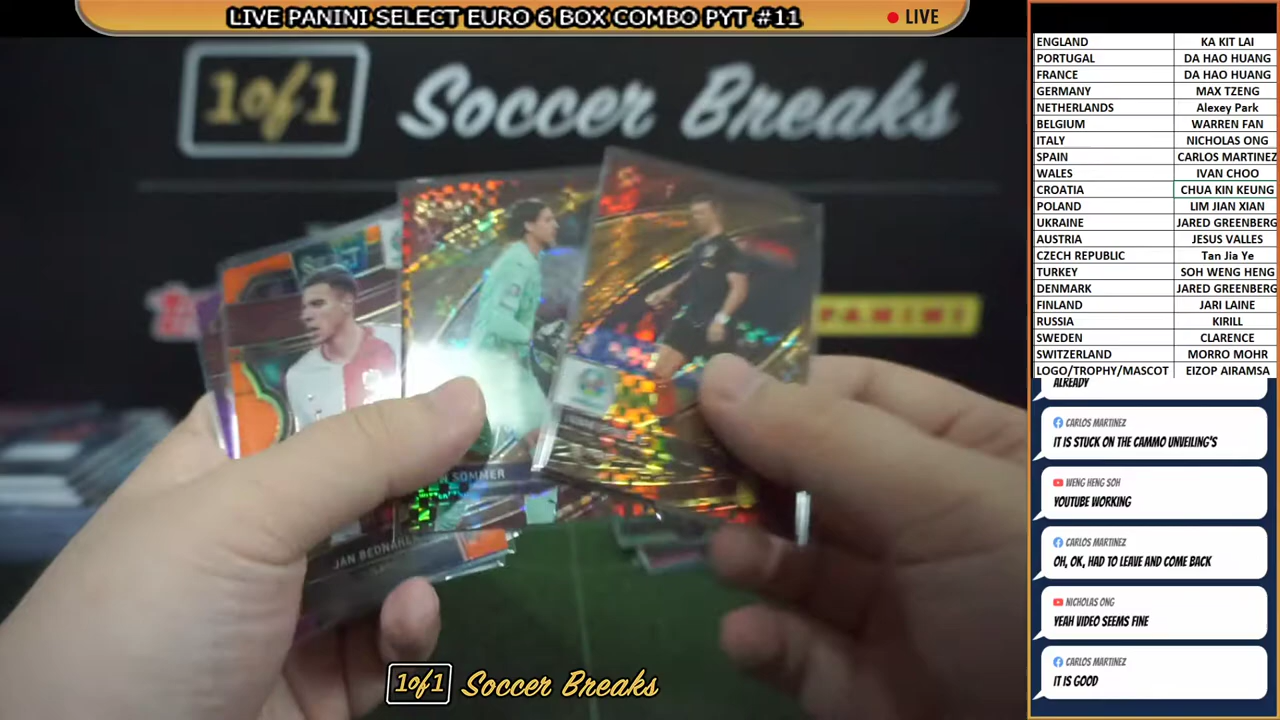 LIVE PANINI SELECT EURO 6 BOX COMBO PYT #11
LIVE
1of1 Soccer Breaks
PANINI
SOMMER
JAN BEDNAREK
1of1 Soccer Breaks
ENGLAND KA KIT LAI
PORTUGAL DA HAO HUANG
FRANCE DA HAO HUANG
GERMANY MAX TZENG
NETHERLANDS Alexey Park
BELGIUM WARREN FAN
ITALY NICHOLAS ONG
SPAIN CARLOS MARTINEZ
WALES IVAN CHOO
CROATIA CHUA KIN KEUNG
POLAND LIM JIAN XIAN
UKRAINE JARED GREENBERG
AUSTRIA JESUS VALLES
CZECH REPUBLIC Tan Jia Ye
TURKEY SOH WENG HENG
DENMARK JARED GREENBERG
FINLAND JARI LAINE
RUSSIA KIRILL
SWEDEN CLARENCE
SWITZERLAND MORRO MOHR
LOGO/TROPHY/MASCOT EIZOP AIRAMSA
ALREADY
CARLOS MARTINEZ
IT IS STUCK ON THE CAMMO UNVEILING'S
WENG HENG SOH
YOUTUBE WORKING
CARLOS MARTINEZ
OH, OK, HAD TO LEAVE AND COME BACK
NICHOLAS ONG
YEAH VIDEO SEEMS FINE
CARLOS MARTINEZ
IT IS GOOD